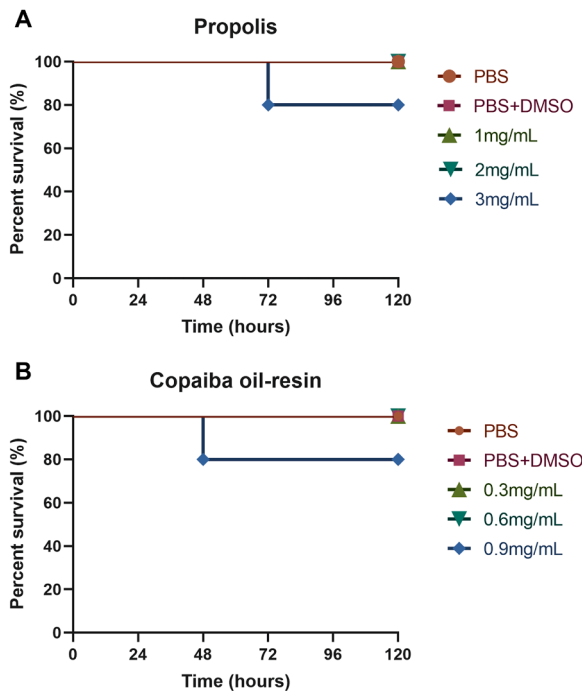 A
Propolis
Percent survival (%)
100
80
60
40
20
0
0 24 48 72 96 120
Time (hours)
PBS
PBS+DMSO
1mg/mL
2mg/mL
3mg/mL
B
Copaiba oil-resin
Percent survival (%)
100
80
60
40
20
0
0 24 48 72 96 120
Time (hours)
PBS
PBS+DMSO
0.3mg/mL
0.6mg/mL
0.9mg/mL